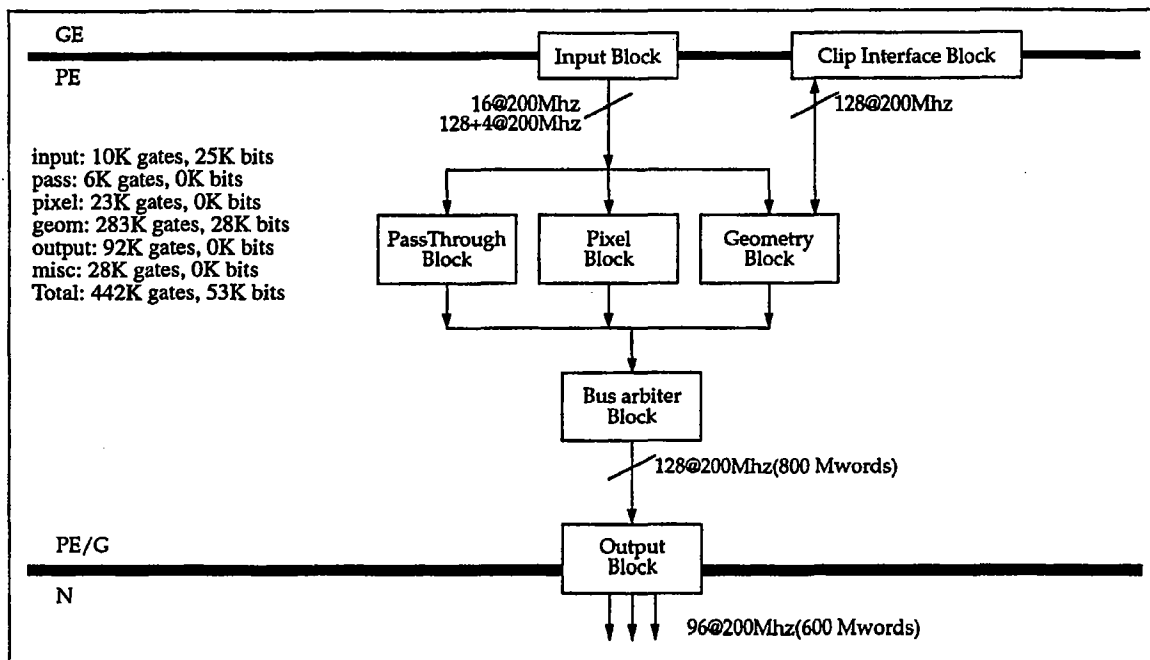 GE
PE
Input Block
Clip Interface Block
16@200Mhz
128+4@200Mhz
128@200Mhz
input: 10K gates, 25K bits
pass: 6K gates, 0K bits
pixel: 23K gates, 0K bits
geom: 283K gates, 28K bits
output: 92K gates, 0K bits
misc: 28K gates, 0K bits
Total: 442K gates, 53K bits
PassThrough
Block
Pixel
Block
Geometry
Block
Bus arbiter
Block
128@200Mhz(800 Mwords)
PE/G
N
Output
Block
96@200Mhz(600 Mwords)